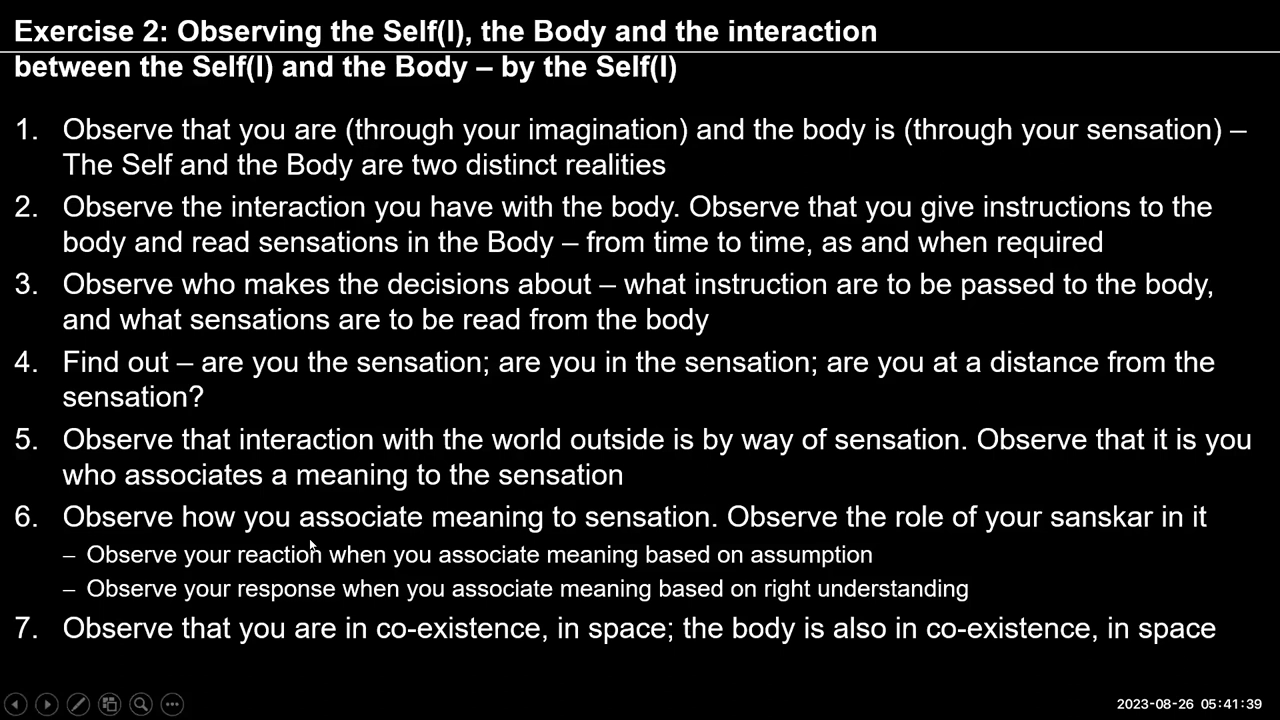 Exercise 2: Observing the Self(I), the Body and the interaction
between the Self(I) and the Body – by the Self(I)
1. Observe that you are (through your imagination) and the body is (through your sensation) –
The Self and the Body are two distinct realities
2. Observe the interaction you have with the body. Observe that you give instructions to the
body and read sensations in the Body – from time to time, as and when required
3. Observe who makes the decisions about – what instruction are to be passed to the body,
and what sensations are to be read from the body
4. Find out – are you the sensation; are you in the sensation; are you at a distance from the
sensation?
5. Observe that interaction with the world outside is by way of sensation. Observe that it is you
who associates a meaning to the sensation
6. Observe how you associate meaning to sensation. Observe the role of your sanskar in it
– Observe your reaction when you associate meaning based on assumption
– Observe your response when you associate meaning based on right understanding
7. Observe that you are in co-existence, in space; the body is also in co-existence, in space
2023-08-26 05:41:39